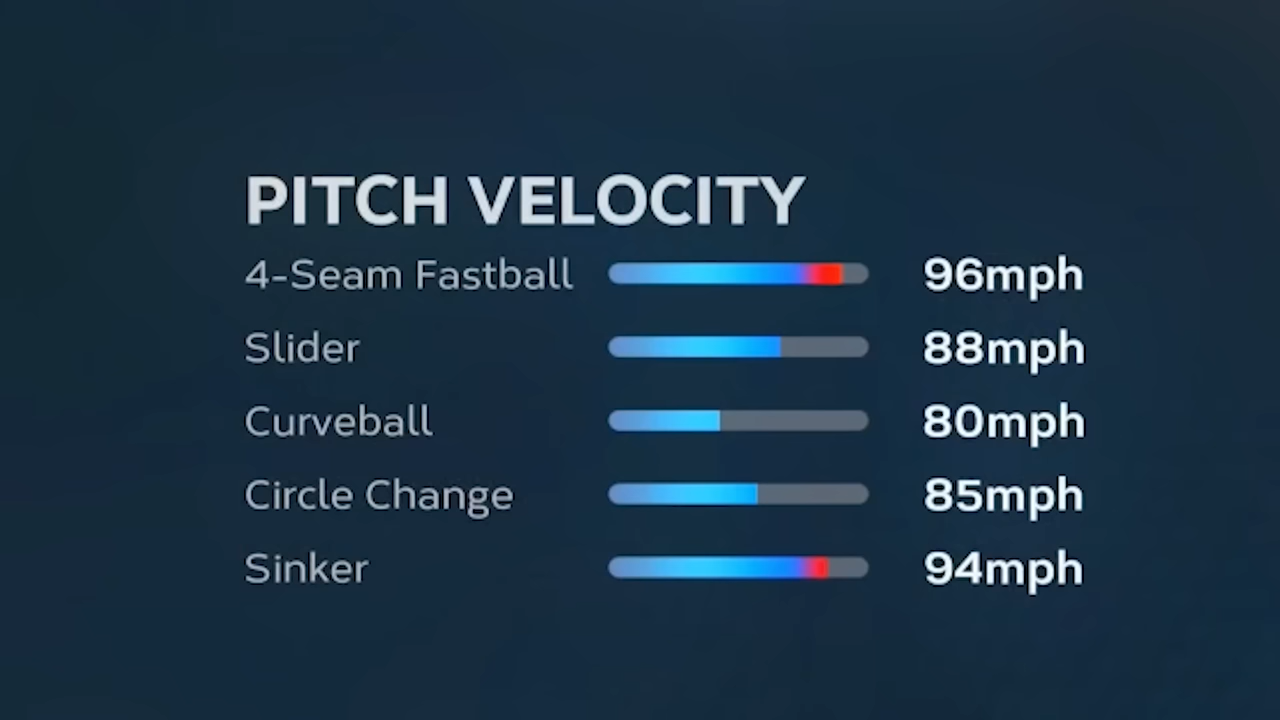 PITCH VELOCITY
4-Seam Fastball 96mph
Slider 88mph
Curveball 80mph
Circle Change 85mph
Sinker 94mph